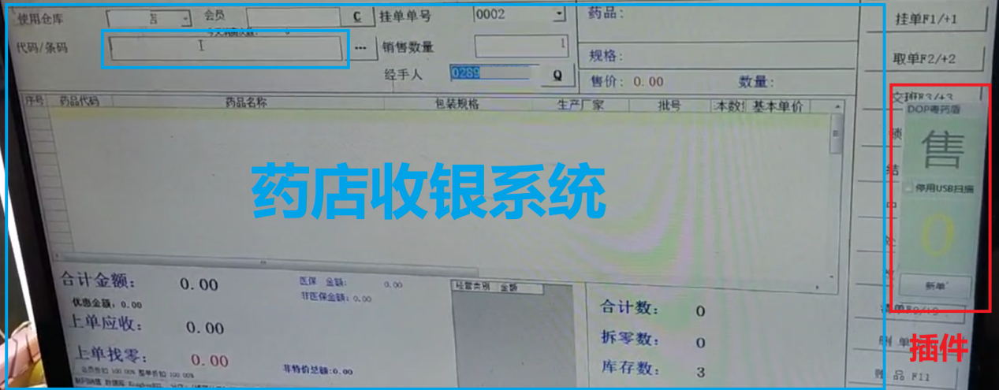 使用仓库
会员
C
挂单单号
0002
药品:
挂单F1/+1
代码/条码
...
销售数量
1
规格:
取单F2/+2
经手人
0289
Q
售价: 0.00
数量:
交班F3/+3
序号 药品代码 药品名称 包装规格 生产厂家 批号 本数 基本单价
DOP粤药盾
售
停用USB扫描
0
新单
药店收银系统
合计金额: 0.00
医保 金额: 0.00
非医保金额: 0.00
优惠金额: 0.00
上单应收: 0.00
上单找零: 0.00
非特价总额:0.00
经营类别 金额
合计数: 0
拆零数: 0
库存数: 3
插件
品 F11